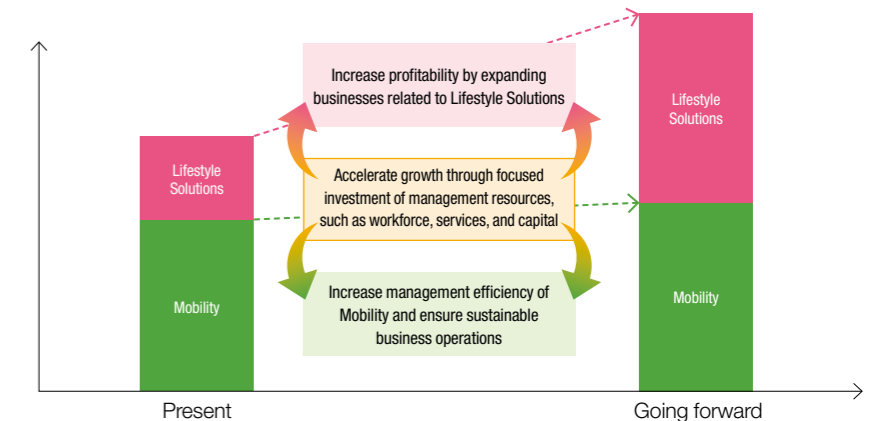 Increase profitability by expanding
businesses related to Lifestyle Solutions
Lifestyle
Solutions
Lifestyle
Solutions
Accelerate growth through focused
investment of management resources,
such as workforce, services, and capital
Mobility
Increase management efficiency of
Mobility and ensure sustainable
business operations
Mobility
Present
Going forward